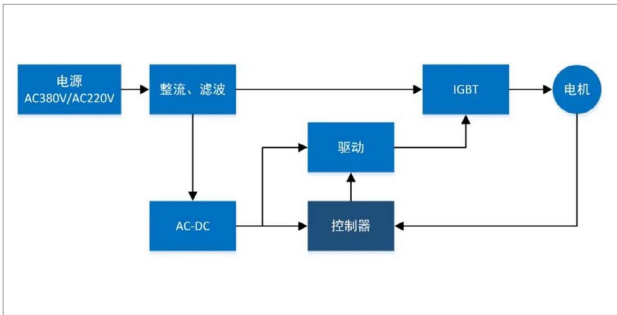 电源
AC380V/AC220V
整流、滤波
IGBT
电机
驱动
AC-DC
控制器